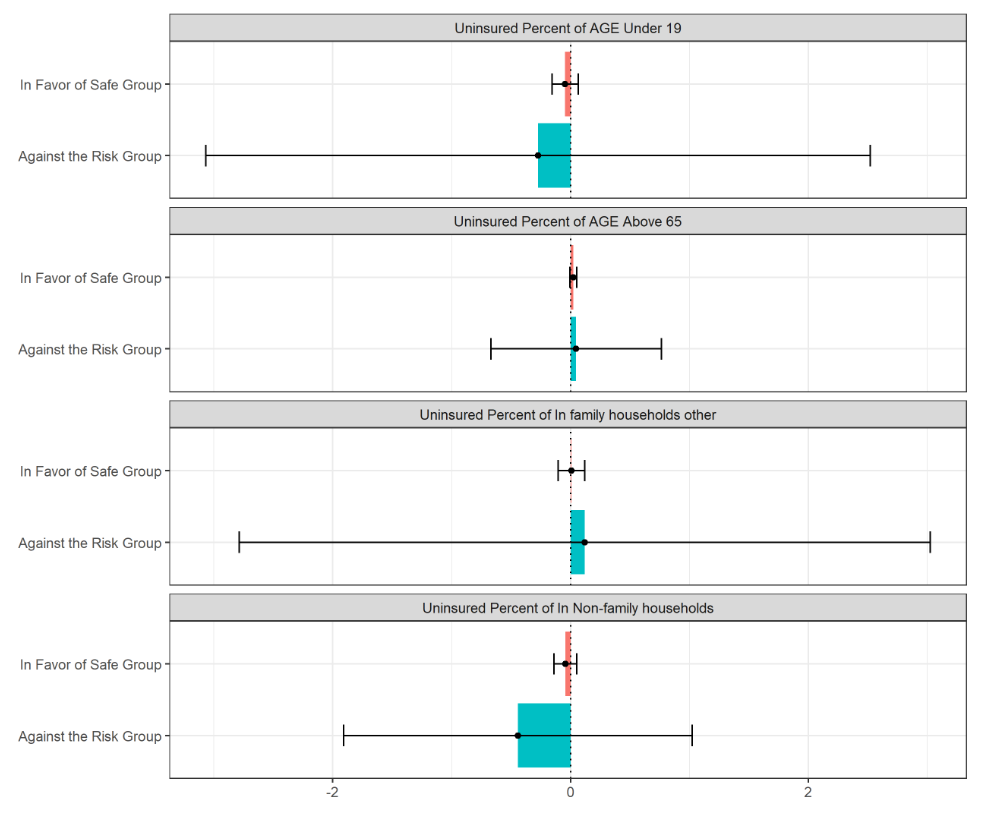 Uninsured Percent of AGE Under 19
In Favor of Safe Group
Against the Risk Group
Uninsured Percent of AGE Above 65
In Favor of Safe Group
Against the Risk Group
Uninsured Percent of In family households other
In Favor of Safe Group
Against the Risk Group
Uninsured Percent of In Non-family households
In Favor of Safe Group
Against the Risk Group
-2 0 2